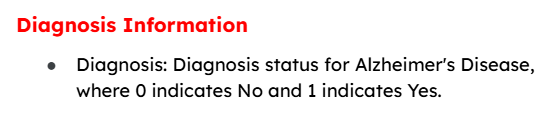 Diagnosis Information
● Diagnosis: Diagnosis status for Alzheimer's Disease,
where 0 indicates No and 1 indicates Yes.